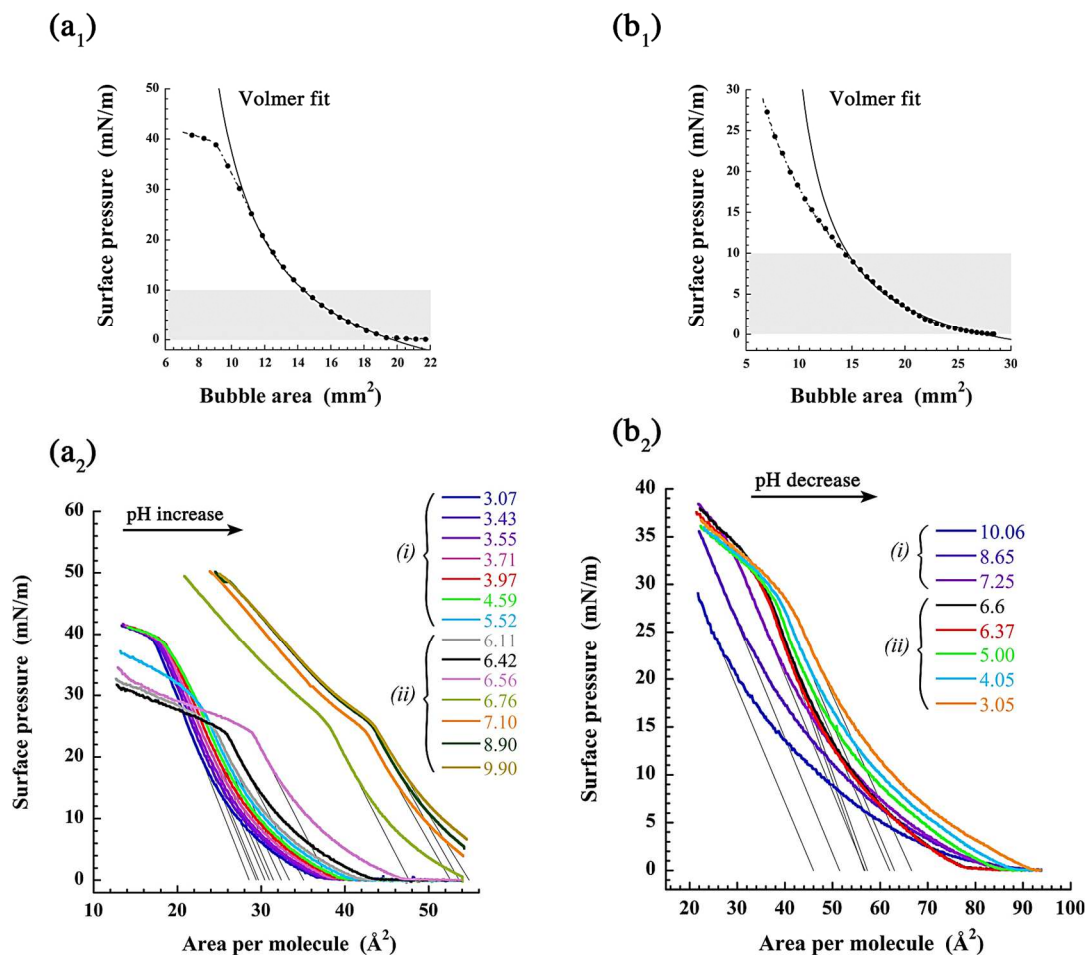 (a1)
50
40
30
20
10
0
Surface pressure (mN/m)
Volmer fit
6 8 10 12 14 16 18 20 22
Bubble area (mm2)
(b1)
30
25
20
15
10
5
0
Surface pressure (mN/m)
Volmer fit
5 10 15 20 25 30
Bubble area (mm2)
(a2)
60
50
40
30
20
10
0
Surface pressure (mN/m)
pH increase
(i)
3.07
3.43
3.55
3.71
3.97
4.59
5.52
(ii)
6.11
6.42
6.56
6.76
7.10
8.90
9.90
10 20 30 40 50
Area per molecule (Å2)
(b2)
40
35
30
25
20
15
10
5
0
Surface pressure (mN/m)
pH decrease
(i)
10.06
8.65
7.25
(ii)
6.6
6.37
5.00
4.05
3.05
20 30 40 50 60 70 80 90 100
Area per molecule (Å2)